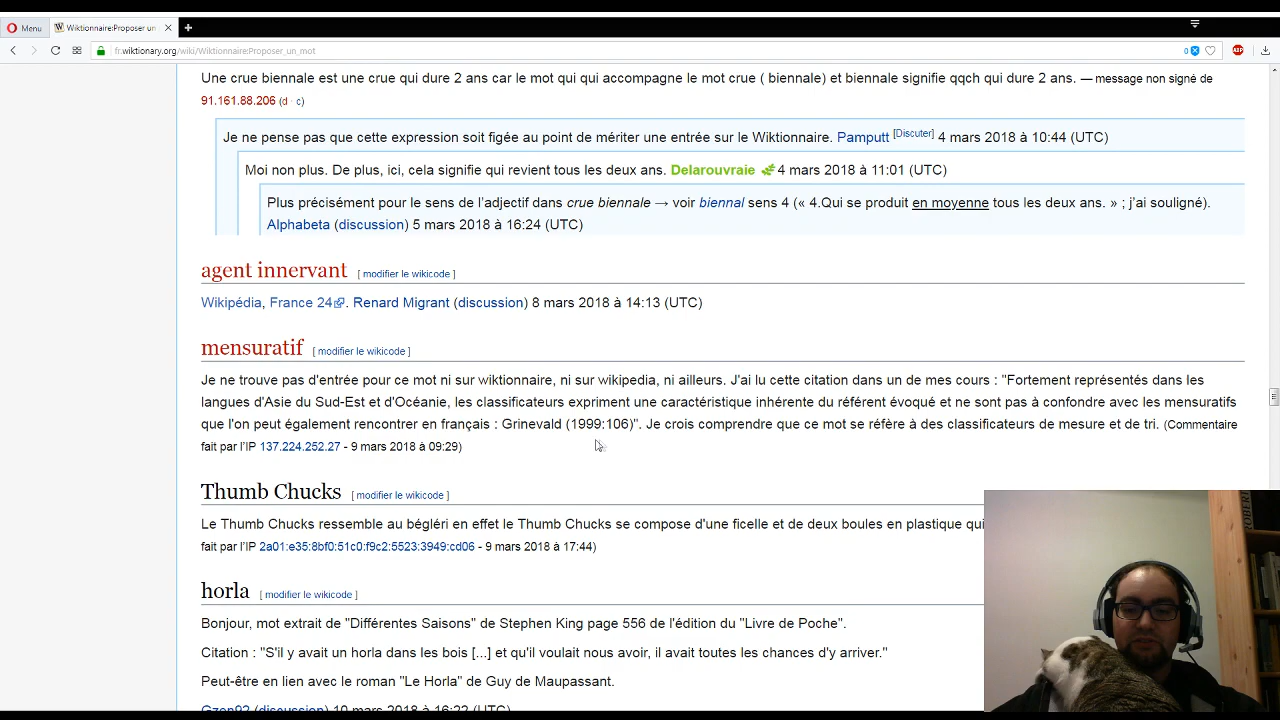 Menu
Wiktionnaire:Proposer un
fr.wiktionary.org/wiki/Wiktionnaire:Proposer_un_mot
0
ABP
Une crue biennale est une crue qui dure 2 ans car le mot qui qui accompagne le mot crue ( biennale) et biennale signifie qqch qui dure 2 ans. — message non signé de
91.161.88.206 (d · c)
Je ne pense pas que cette expression soit figée au point de mériter une entrée sur le Wiktionnaire. Pamputt [Discuter] 4 mars 2018 à 10:44 (UTC)
Moi non plus. De plus, ici, cela signifie qui revient tous les deux ans. Delarouvraie 4 mars 2018 à 11:01 (UTC)
Plus précisément pour le sens de l'adjectif dans crue biennale → voir biennal sens 4 (« 4.Qui se produit en moyenne tous les deux ans. » ; j'ai souligné).
Alphabeta (discussion) 5 mars 2018 à 16:24 (UTC)
agent innervant [ modifier le wikicode ]
Wikipédia, France 24. Renard Migrant (discussion) 8 mars 2018 à 14:13 (UTC)
mensuratif [ modifier le wikicode ]
Je ne trouve pas d'entrée pour ce mot ni sur wiktionnaire, ni sur wikipedia, ni ailleurs. J'ai lu cette citation dans un de mes cours : "Fortement représentés dans les
langues d'Asie du Sud-Est et d'Océanie, les classificateurs expriment une caractéristique inhérente du référent évoqué et ne sont pas à confondre avec les mensuratifs
que l'on peut également rencontrer en français : Grinevald (1999:106)". Je crois comprendre que ce mot se réfère à des classificateurs de mesure et de tri. (Commentaire
fait par l'IP 137.224.252.27 - 9 mars 2018 à 09:29)
Thumb Chucks [ modifier le wikicode ]
Le Thumb Chucks ressemble au bégléri en effet le Thumb Chucks se compose d'une ficelle et de deux boules en plastique qui
fait par l'IP 2a01:e35:8bf0:51c0:f9c2:5523:3949:cd06 - 9 mars 2018 à 17:44)
horla [ modifier le wikicode ]
Bonjour, mot extrait de "Différentes Saisons" de Stephen King page 556 de l'édition du "Livre de Poche".
Citation : "S'il y avait un horla dans les bois [...] et qu'il voulait nous avoir, il avait toutes les chances d'y arriver."
Peut-être en lien avec le roman "Le Horla" de Guy de Maupassant.
Gzen92 (discussion) 10 mars 2018 à 16:22 (UTC)